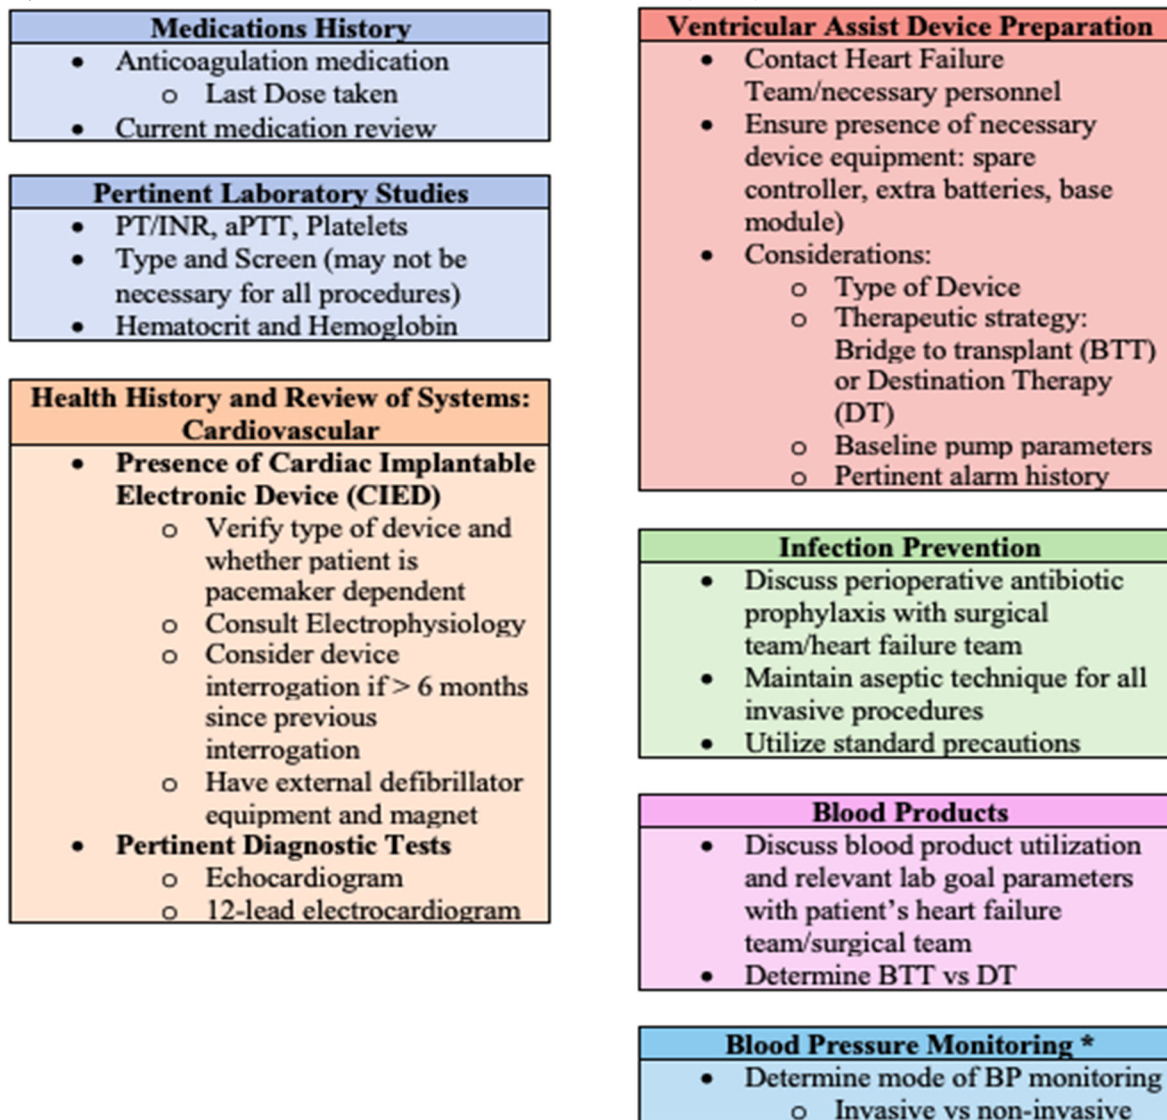 Medications History
• Anticoagulation medication
o Last Dose taken
• Current medication review
Pertinent Laboratory Studies
• PT/INR, aPTT, Platelets
• Type and Screen (may not be
necessary for all procedures)
• Hematocrit and Hemoglobin
Health History and Review of Systems:
Cardiovascular
• Presence of Cardiac Implantable
Electronic Device (CIED)
o Verify type of device and
whether patient is
pacemaker dependent
o Consult Electrophysiology
o Consider device
interrogation if > 6 months
since previous
interrogation
o Have external defibrillator
equipment and magnet
• Pertinent Diagnostic Tests
o Echocardiogram
o 12-lead electrocardiogram
Ventricular Assist Device Preparation
• Contact Heart Failure
Team/necessary personnel
• Ensure presence of necessary
device equipment: spare
controller, extra batteries, base
module)
• Considerations:
o Type of Device
o Therapeutic strategy:
Bridge to transplant (BTT)
or Destination Therapy
(DT)
o Baseline pump parameters
o Pertinent alarm history
Infection Prevention
• Discuss perioperative antibiotic
prophylaxis with surgical
team/heart failure team
• Maintain aseptic technique for all
invasive procedures
• Utilize standard precautions
Blood Products
• Discuss blood product utilization
and relevant lab goal parameters
with patient's heart failure
team/surgical team
• Determine BTT vs DT
Blood Pressure Monitoring *
• Determine mode of BP monitoring
o Invasive vs non-invasive